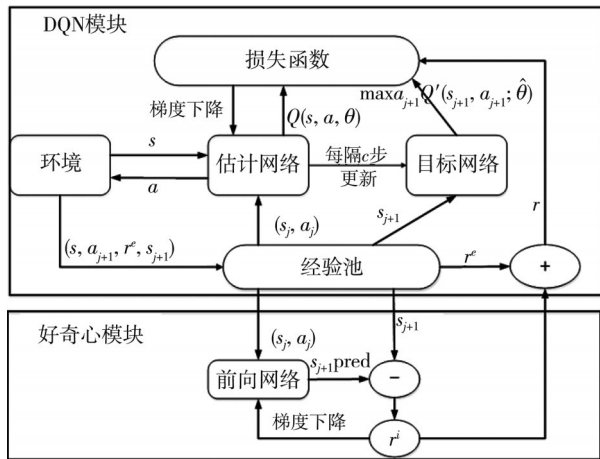 DQN模块
损失函数
maxa_{j+1}Q′(s_{j+1}, a_{j+1}; θ̂)
梯度下降
Q(s, a, θ)
环境
s
a
估计网络
每隔c步
更新
目标网络
r
(s_j, a_j)
s_{j+1}
(s, a_{j+1}, r^e, s_{j+1})
经验池
r^e
+
好奇心模块
(s_j, a_j)
s_{j+1}
前向网络
s_{j+1}pred
−
梯度下降
r^i